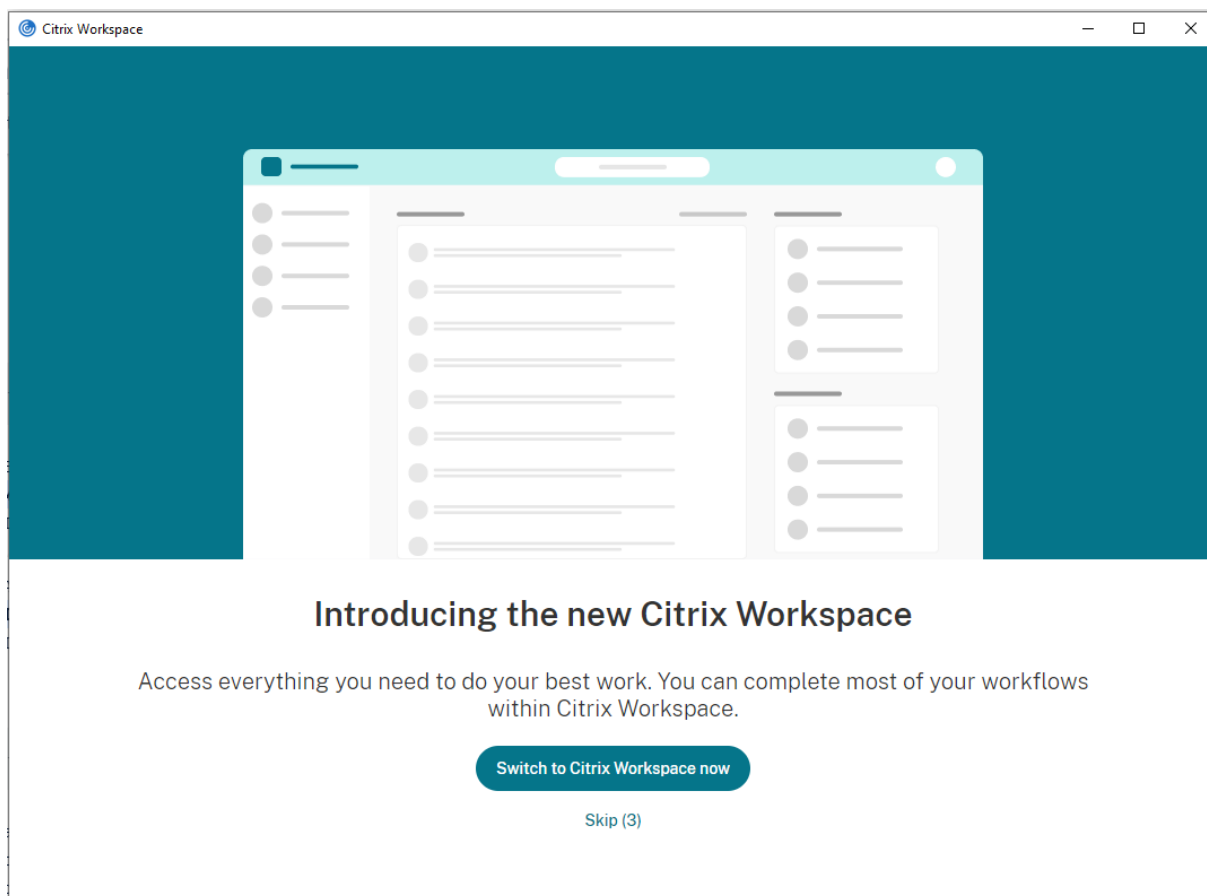 Citrix Workspace
Introducing the new Citrix Workspace
Access everything you need to do your best work. You can complete most of your workflows
within Citrix Workspace.
Switch to Citrix Workspace now
Skip (3)